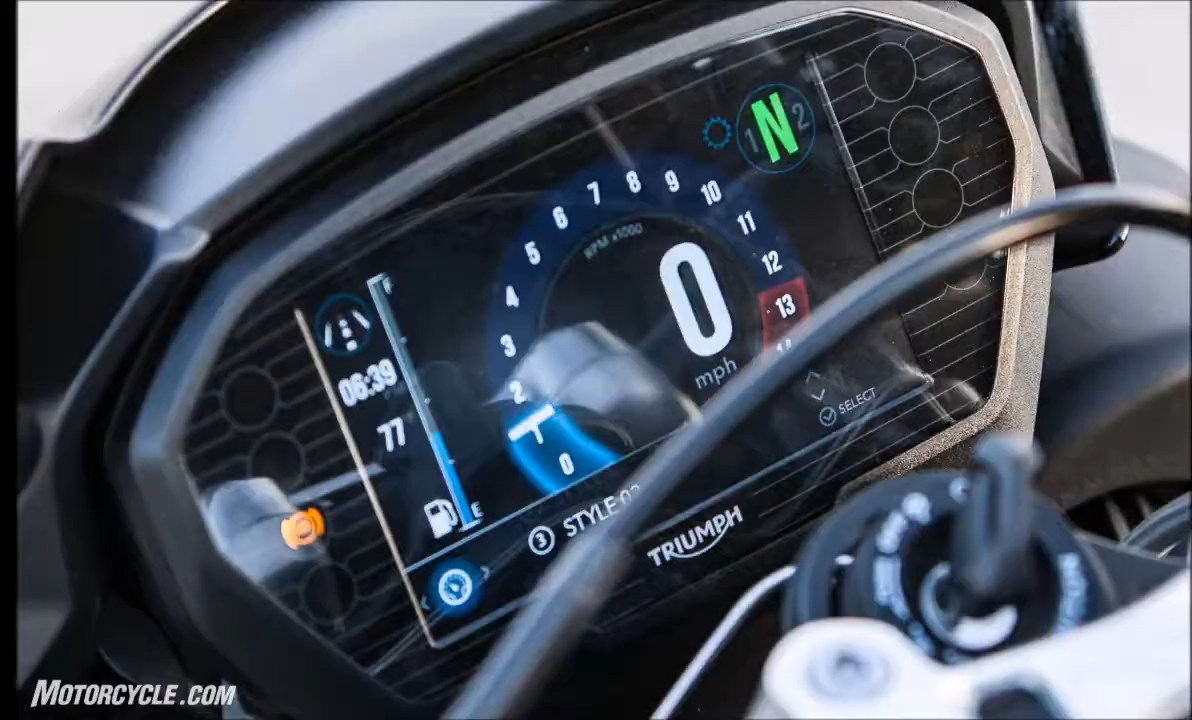 1 N 2
RPM x1000
0 1 2 3 4 5 6 7 8 9 10 11 12 13
0
mph
F
06:39
77
E
SELECT
3 STYLE
TRIUMPH
MOTORCYCLE.COM